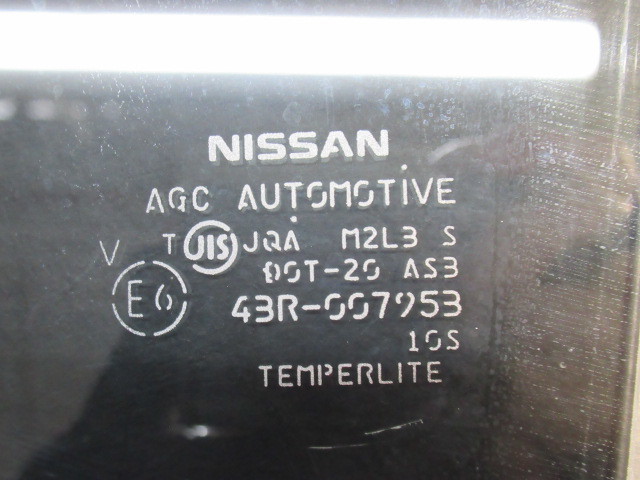 NISSAN
AGC AUTOMOTIVE
T JIS JQA M2L3 S
V
DOT-20 AS3
E6 43R-007953
10S
TEMPERLITE